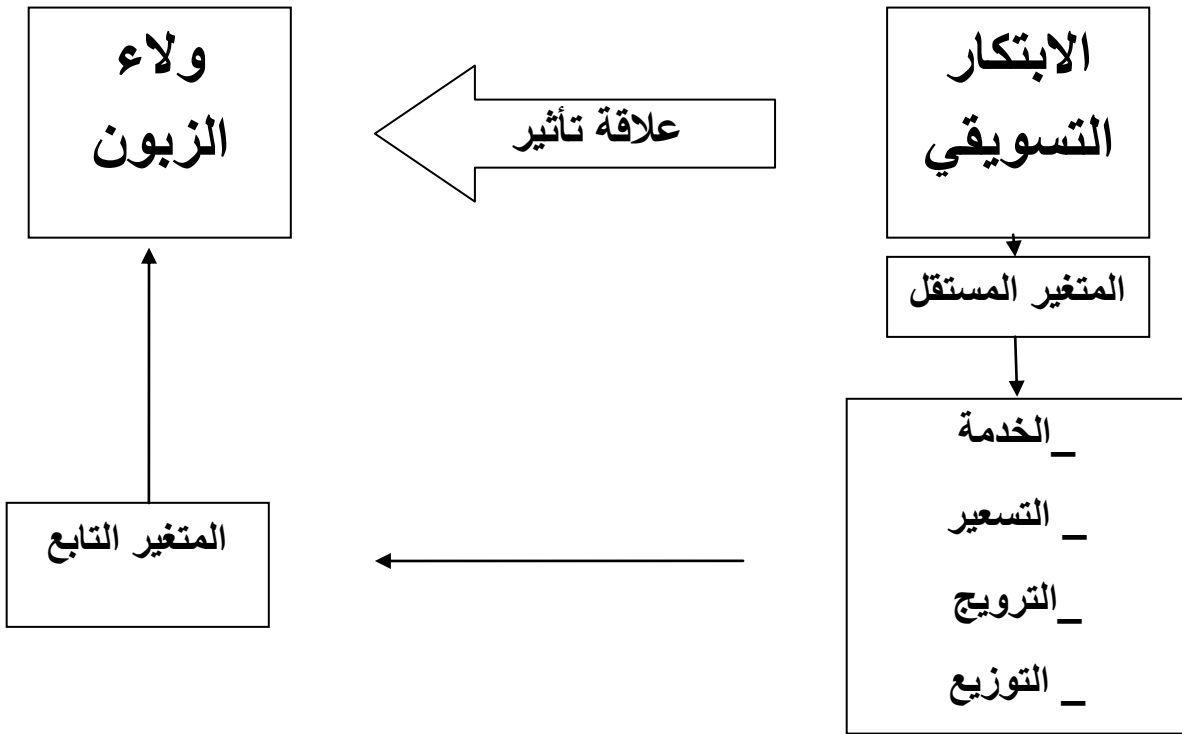 الابتكار
التسويقي
علاقة تأثير
ولاء
الزبون
المتغير المستقل
_الخدمة
_ التسعير
_الترويج
_ التوزيع
المتغير التابع